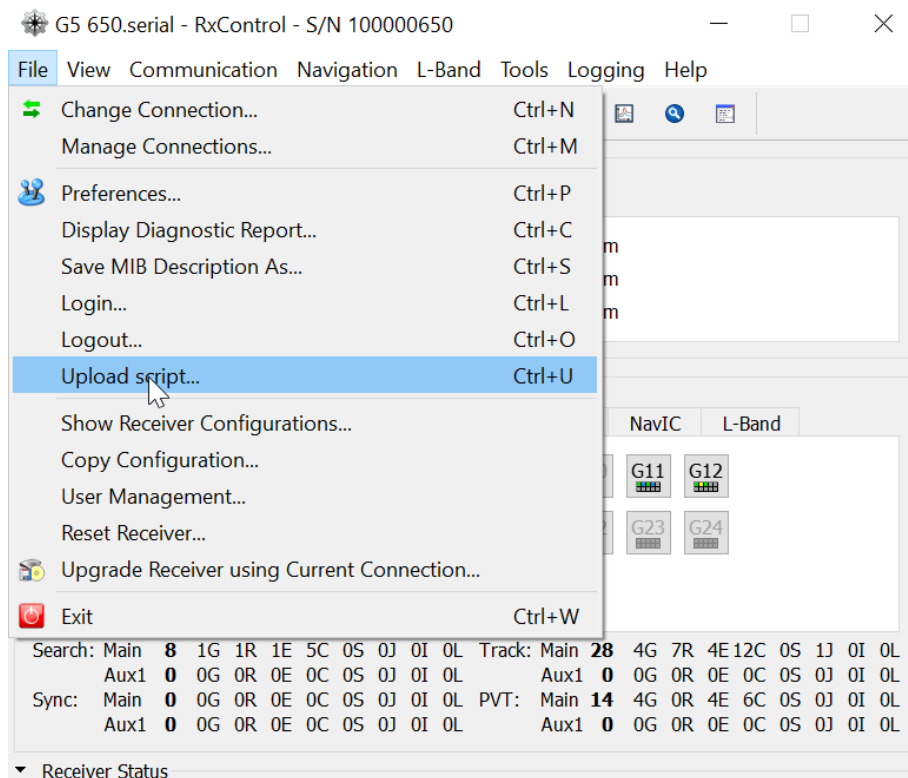 G5 650.serial - RxControl - S/N 100000650
File View Communication Navigation L-Band Tools Logging Help
Change Connection... Ctrl+N
Manage Connections... Ctrl+M
Preferences... Ctrl+P
Display Diagnostic Report... Ctrl+C
m
Save MIB Description As... Ctrl+S
m
Login... Ctrl+L
m
Logout... Ctrl+O
Upload script... Ctrl+U
Show Receiver Configurations...
NavIC L-Band
Copy Configuration...
G11 G12
User Management...
Reset Receiver...
G23 G24
Upgrade Receiver using Current Connection...
Exit Ctrl+W
Search: Main 8 1G 1R 1E 5C 0S 0J 0I 0L Track: Main 28 4G 7R 4E 12C 0S 1J 0I 0L
Aux1 0 0G 0R 0E 0C 0S 0J 0I 0L Aux1 0 0G 0R 0E 0C 0S 0J 0I 0L
Sync: Main 0 0G 0R 0E 0C 0S 0J 0I 0L PVT: Main 14 4G 0R 4E 6C 0S 0J 0I 0L
Aux1 0 0G 0R 0E 0C 0S 0J 0I 0L Aux1 0 0G 0R 0E 0C 0S 0J 0I 0L
Receiver Status